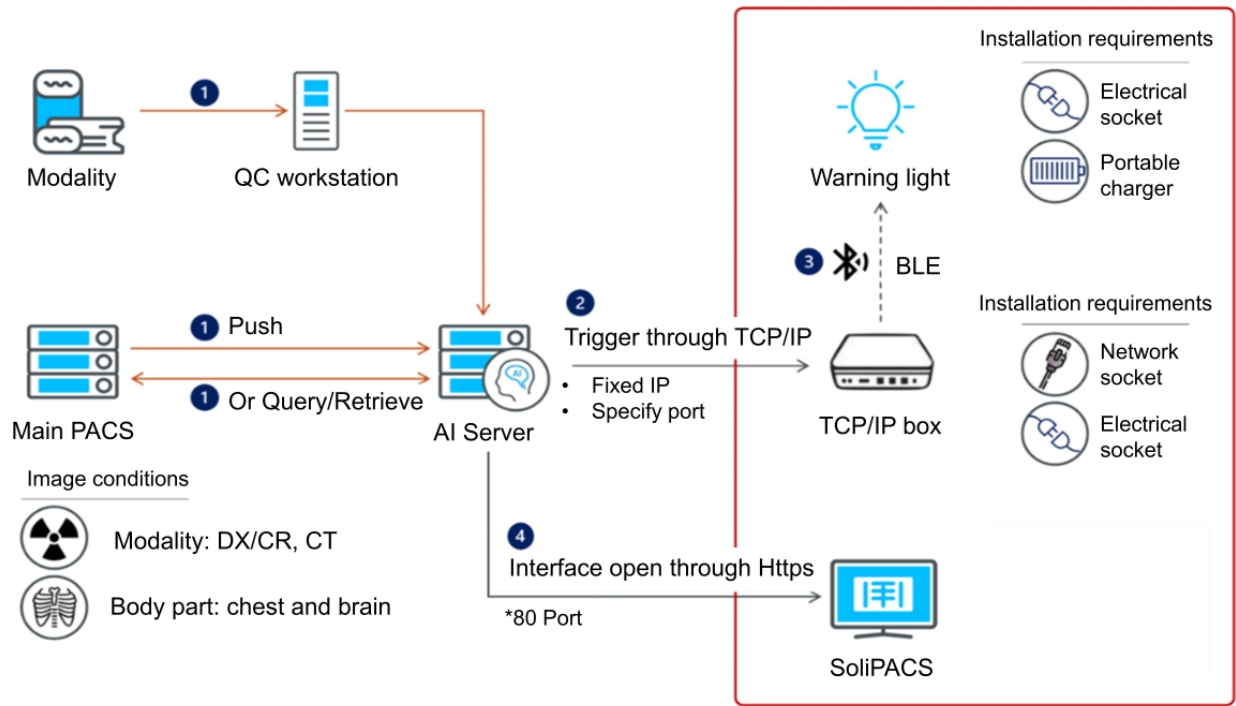 Installation requirements
1
Electrical
socket
Modality
QC workstation
Warning light
Portable
charger
3
BLE
Installation requirements
2
1 Push
Trigger through TCP/IP
Network
socket
1 Or Query/Retrieve
AI
• Fixed IP
• Specify port
Main PACS
AI Server
TCP/IP box
Electrical
socket
Image conditions
Modality: DX/CR, CT
4
Interface open through Https
Body part: chest and brain
*80 Port
SoliPACS